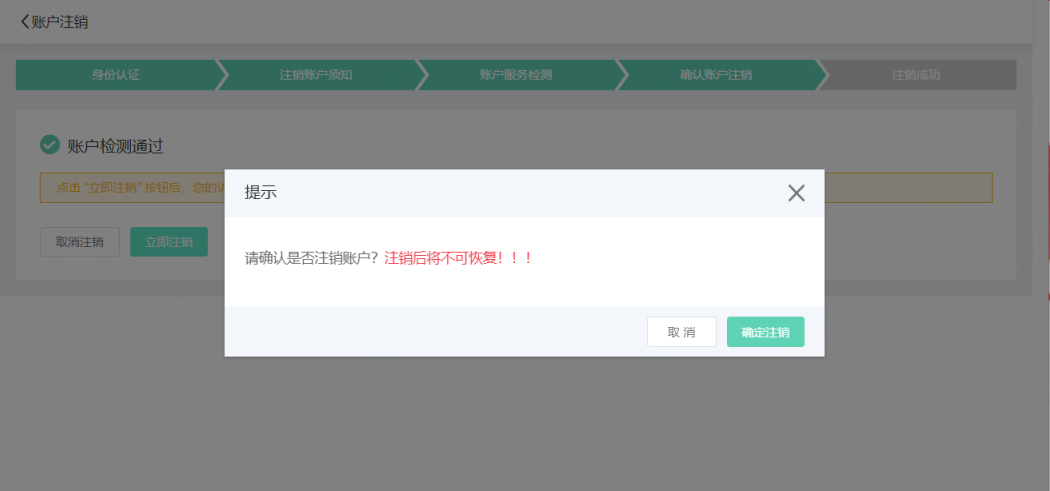 账户注销
身份认证
注销账户须知
账户服务检测
确认账户注销
注销成功
账户检测通过
点击“立即注销”按钮后，您的
取消注销
立即注销
提示
请确认是否注销账户？注销后将不可恢复！！！
取 消
确定注销